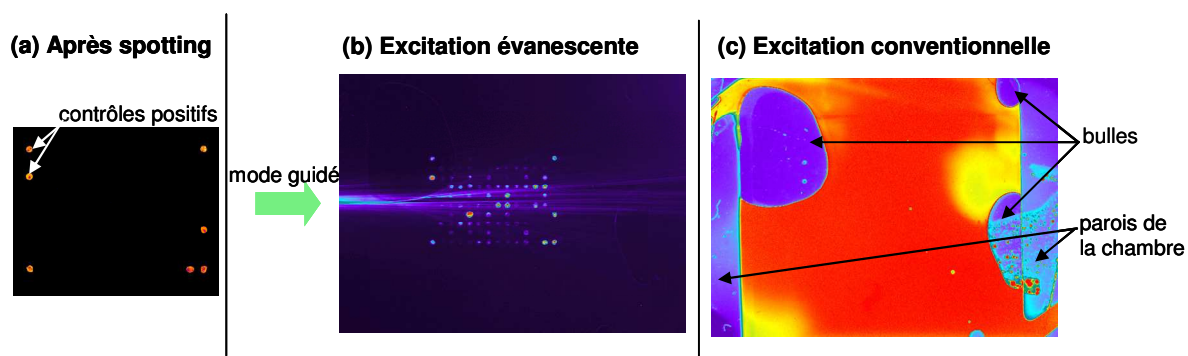 (a) Après spotting
contrôles positifs
mode guidé
(b) Excitation évanescente
(c) Excitation conventionnelle
bulles
parois de
la chambre